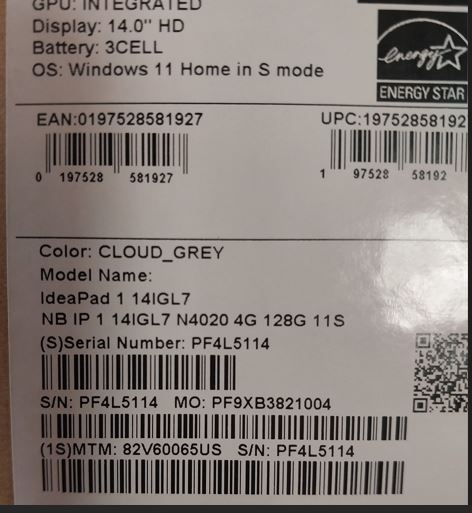 GPU: INTEGRATED
Display: 14.0" HD
Battery: 3CELL
OS: Windows 11 Home in S mode
energy
ENERGY STAR
EAN:0197528581927
UPC:19752858192
0 197528 581927
1 97528 58192
Color: CLOUD_GREY
Model Name:
IdeaPad 1 14IGL7
NB IP 1 14IGL7 N4020 4G 128G 11S
(S)Serial Number: PF4L5114
S/N: PF4L5114 MO: PF9XB3821004
(1S)MTM: 82V60065US S/N: PF4L5114